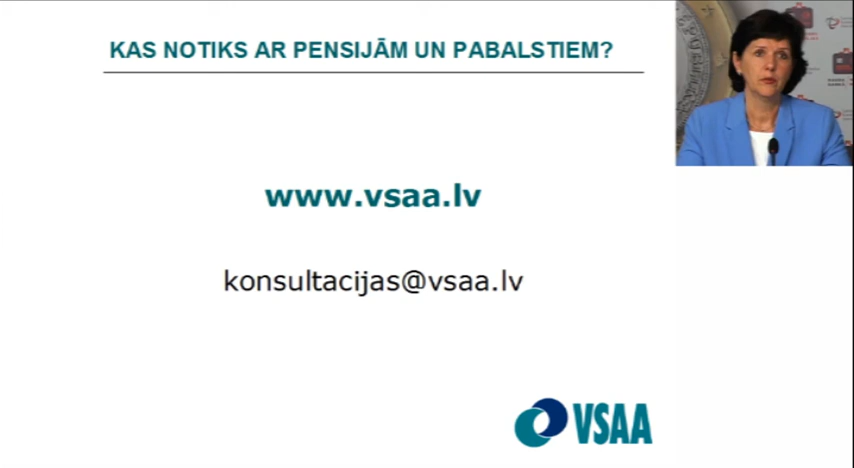 KAS NOTIKS AR PENSIJĀM UN PABALSTIEM?
www.vsaa.lv
konsultacijas@vsaa.lv
VSAA